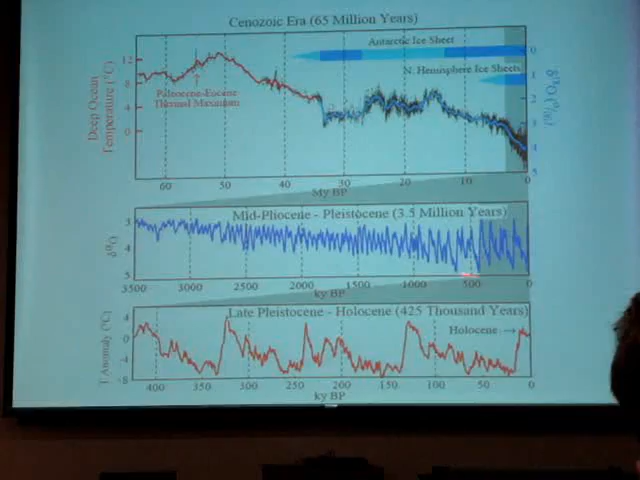 Cenozoic Era (65 Million Years)
Antarctic Ice Sheet
N. Hemisphere Ice Sheets
Paleocene-Eocene
Thermal Maximum
Deep Ocean
Temperature (°C)
12
8
4
0
0
1
2
3
4
5
δ¹⁸O (‰)
60 50 40 30 20 10 0
My BP
Mid-Pliocene - Pleistocene (3.5 Million Years)
3
4
5
3500 3000 2500 2000 1500 1000 500 0
ky BP
Late Pleistocene - Holocene (425 Thousand Years)
Holocene →
T Anomaly (°C)
4
0
-4
-8
400 350 300 250 200 150 100 50 0
ky BP